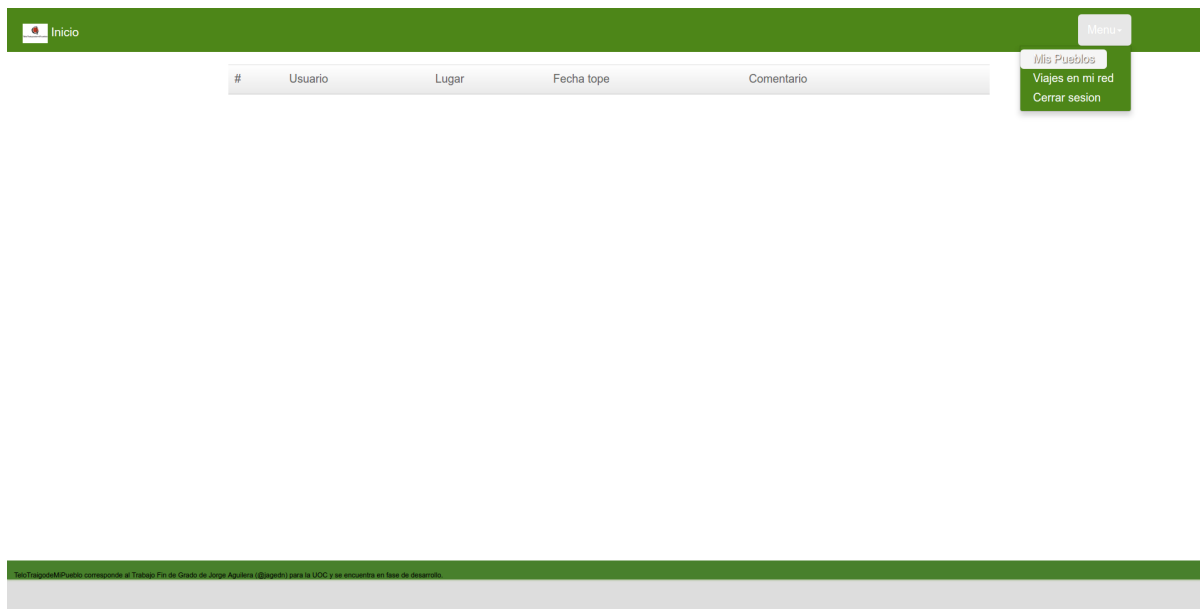 Inicio
Menu
Mis Pueblos
Viajes en mi red
Cerrar sesion
# Usuario Lugar Fecha tope Comentario
TeloTraigodeMiPueblo corresponde al Trabajo Fin de Grado de Jorge Aguilera (@jagedn) para la UOC y se encuentra en fase de desarrollo.